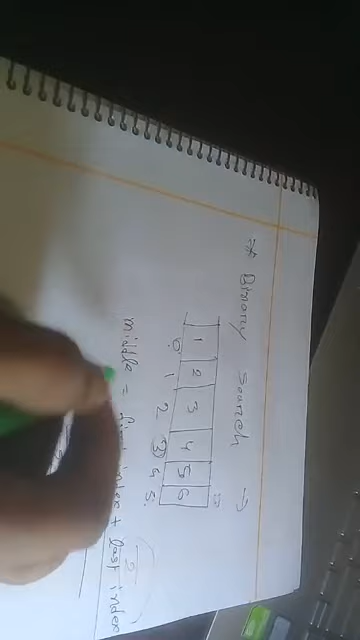 Binary Search →
1 2 3 4 5 6
0 1 2 3 4 5
middle = first index + last index
2